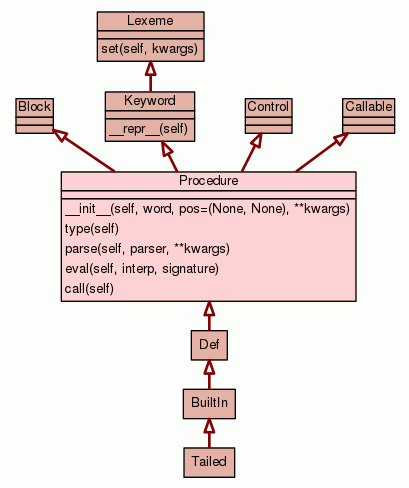 Lexeme
set(self, kwargs)
Block
Keyword
__repr__(self)
Control
Callable
Procedure
__init__(self, word, pos=(None, None), **kwargs)
type(self)
parse(self, parser, **kwargs)
eval(self, interp, signature)
call(self)
Def
BuiltIn
Tailed